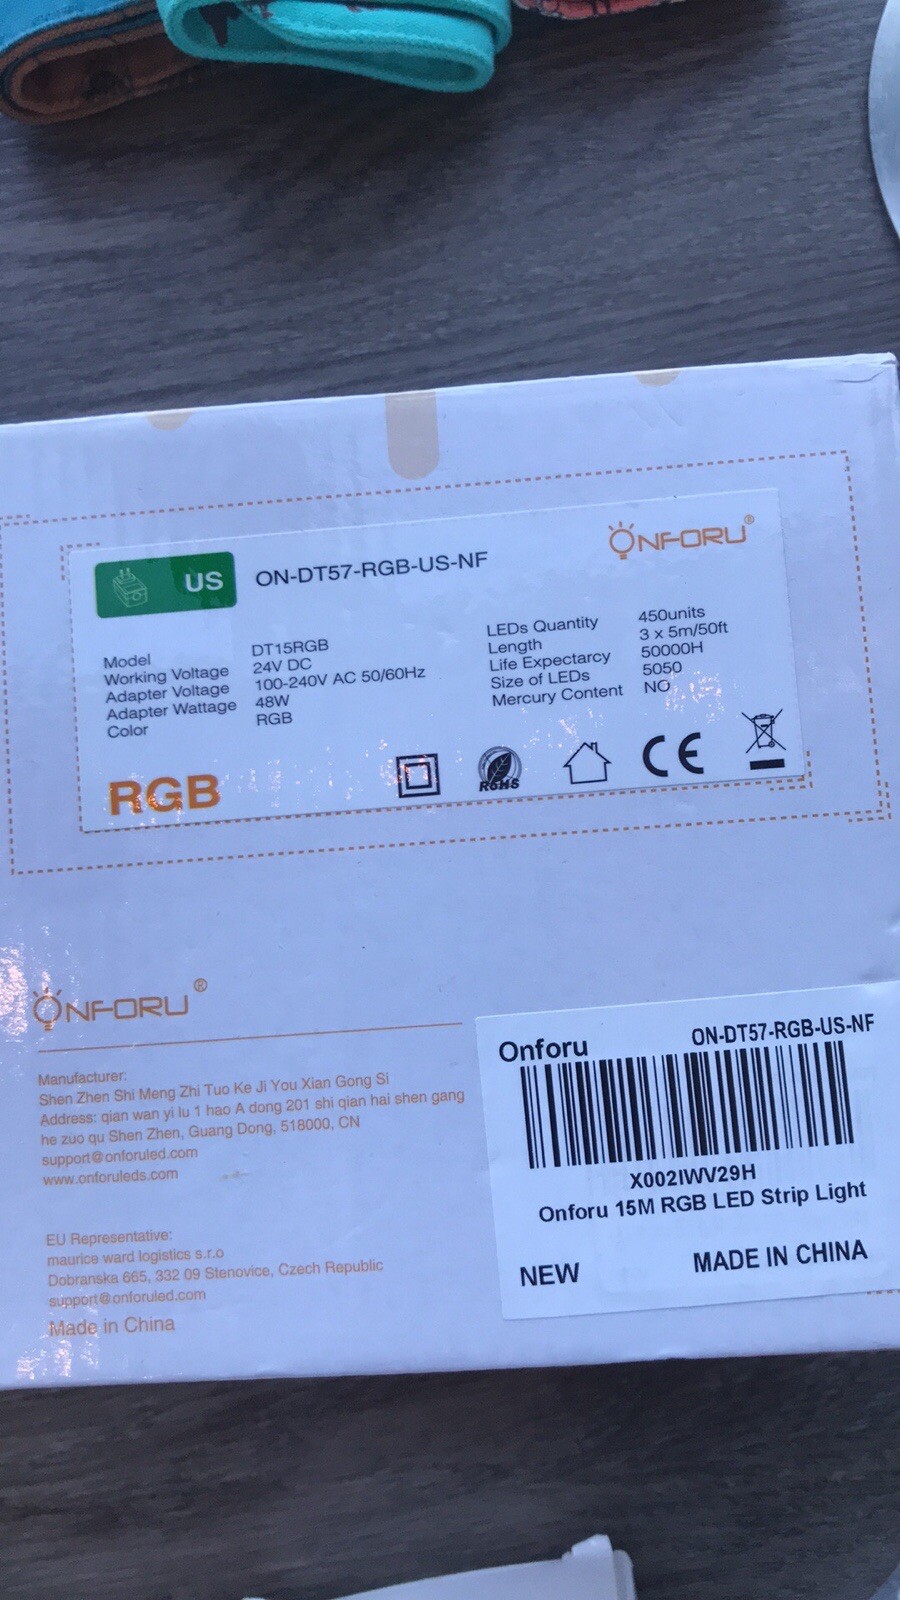 US
ON-DT57-RGB-US-NF
ONFORU®
Model DT15RGB
Working Voltage 24V DC
Adapter Voltage 100-240V AC 50/60Hz
Adapter Wattage 48W
Color RGB
LEDs Quantity 450units
Length 3 x 5m/50ft
Life Expectarcy 50000H
Size of LEDs 5050
Mercury Content NO
RGB
RoHS
CE
ONFORU®
Manufacturer:
Shen Zhen Shi Meng Zhi Tuo Ke Ji You Xian Gong Si
Address: qian wan yi lu 1 hao A dong 201 shi qian hai shen gang
he zuo qu Shen Zhen, Guang Dong, 518000, CN
support@onforuled.com
www.onforuleds.com
EU Representative:
maurice ward logistics s.r.o
Dobranska 665, 332 09 Stenovice, Czech Republic
support@onforuled.com
Made in China
Onforu ON-DT57-RGB-US-NF
X002IWV29H
Onforu 15M RGB LED Strip Light
NEW MADE IN CHINA